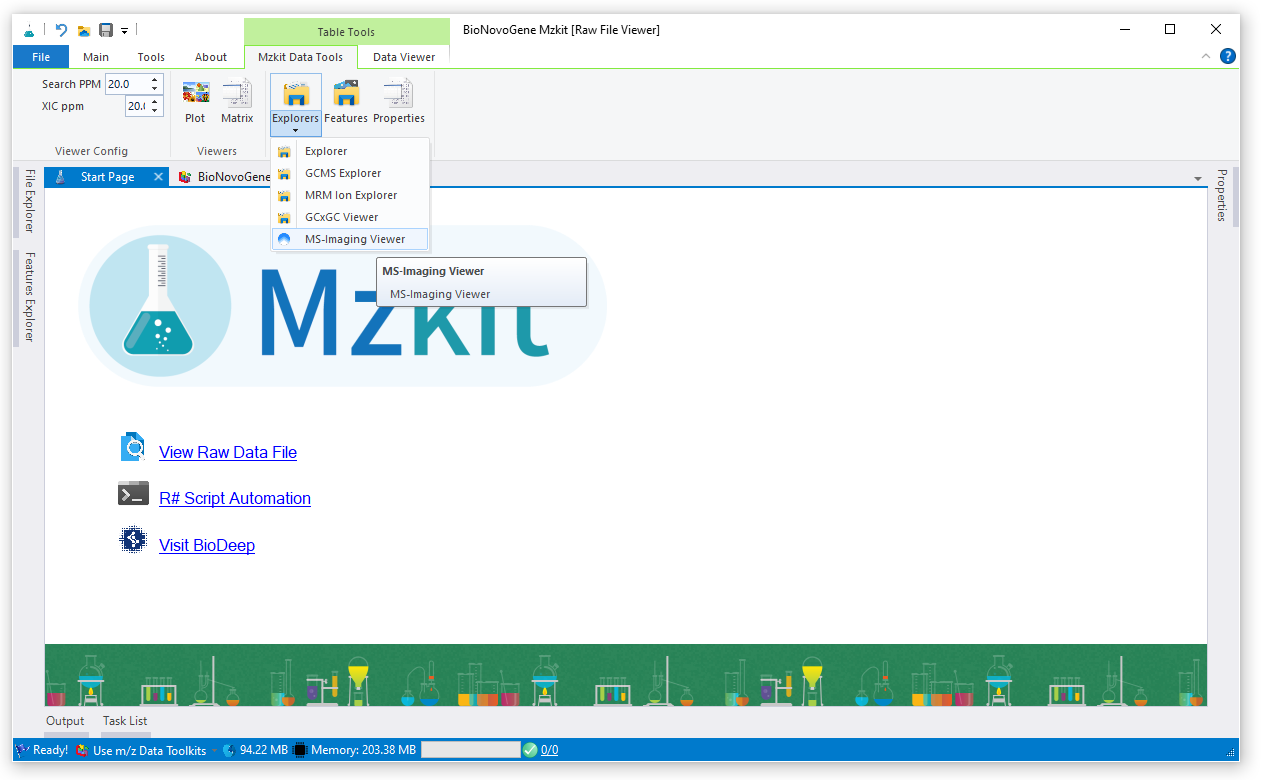 Table Tools
BioNovoGene Mzkit [Raw File Viewer]
File
Main
Tools
About
Mzkit Data Tools
Data Viewer
Search PPM 20.0
XIC ppm 20.
Viewer Config
Plot
Matrix
Viewers
Explorers
Features
Properties
Explorer
GCMS Explorer
MRM Ion Explorer
GCxGC Viewer
MS-Imaging Viewer
MS-Imaging Viewer
MS-Imaging Viewer
File Explorer
Features Explorer
Start Page
BioNovoGene
Properties
Mzkit
View Raw Data File
R# Script Automation
Visit BioDeep
Output
Task List
Ready!
Use m/z Data Toolkits
94.22 MB
Memory: 203.38 MB
0/0